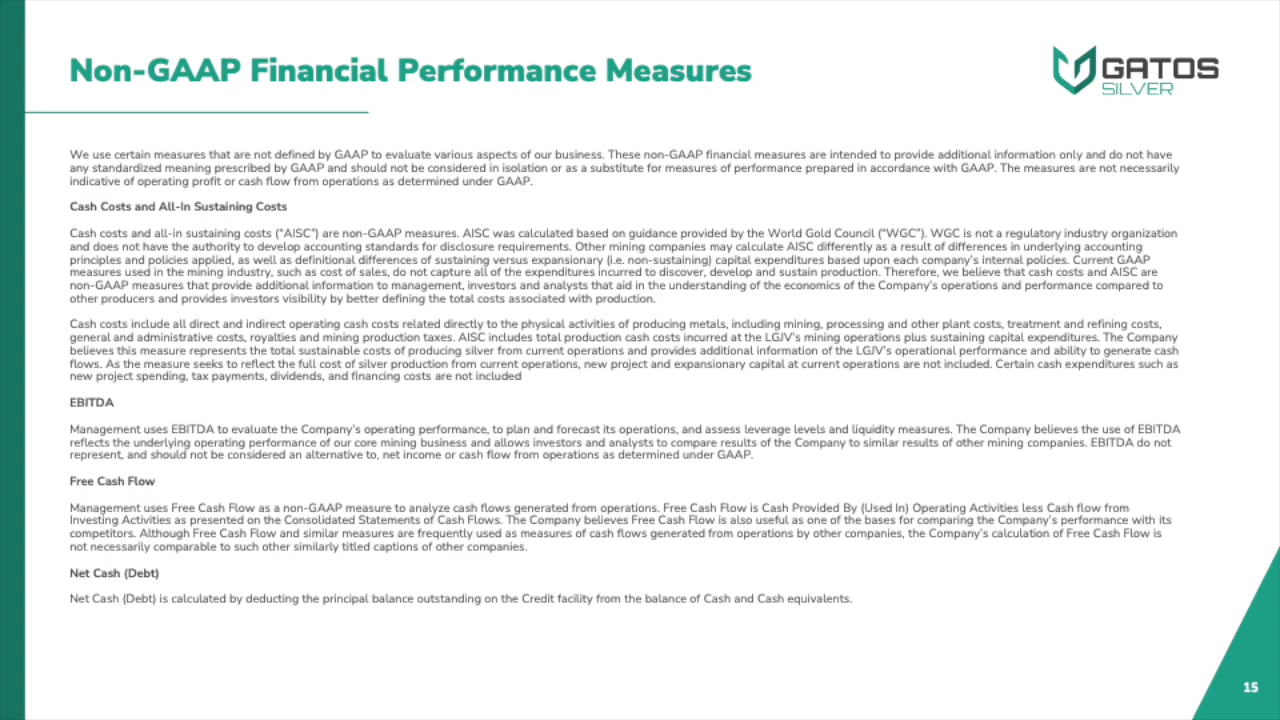 Non-GAAP Financial Performance Measures
GATOS
SILVER
We use certain measures that are not defined by GAAP to evaluate various aspects of our business. These non-GAAP financial measures are intended to provide additional information only and do not have
any standardized meaning prescribed by GAAP and should not be considered in isolation or as a substitute for measures of performance prepared in accordance with GAAP. The measures are not necessarily
indicative of operating profit or cash flow from operations as determined under GAAP.
Cash Costs and All-In Sustaining Costs
Cash costs and all-in sustaining costs (“AISC”) are non-GAAP measures. AISC was calculated based on guidance provided by the World Gold Council (“WGC”). WGC is not a regulatory industry organization
and does not have the authority to develop accounting standards for disclosure requirements. Other mining companies may calculate AISC differently as a result of differences in underlying accounting
principles and policies applied, as well as definitional differences of sustaining versus expansionary (i.e. non-sustaining) capital expenditures based upon each company’s internal policies. Current GAAP
measures used in the mining industry, such as cost of sales, do not capture all of the expenditures incurred to discover, develop and sustain production. Therefore, we believe that cash costs and AISC are
non-GAAP measures that provide additional information to management, investors and analysts that aid in the understanding of the economics of the Company’s operations and performance compared to
other producers and provides investors visibility by better defining the total costs associated with production.
Cash costs include all direct and indirect operating cash costs related directly to the physical activities of producing metals, including mining, processing and other plant costs, treatment and refining costs,
general and administrative costs, royalties and mining production taxes. AISC includes total production cash costs incurred at the LGJV’s mining operations plus sustaining capital expenditures. The Company
believes this measure represents the total sustainable costs of producing silver from current operations and provides additional information of the LGJV’s operational performance and ability to generate cash
flows. As the measure seeks to reflect the full cost of silver production from current operations, new project and expansionary capital at current operations are not included. Certain cash expenditures such as
new project spending, tax payments, dividends, and financing costs are not included
EBITDA
Management uses EBITDA to evaluate the Company’s operating performance, to plan and forecast its operations, and assess leverage levels and liquidity measures. The Company believes the use of EBITDA
reflects the underlying operating performance of our core mining business and allows investors and analysts to compare results of the Company to similar results of other mining companies. EBITDA do not
represent, and should not be considered an alternative to, net income or cash flow from operations as determined under GAAP.
Free Cash Flow
Management uses Free Cash Flow as a non-GAAP measure to analyze cash flows generated from operations. Free Cash Flow is Cash Provided By (Used In) Operating Activities less Cash flow from
Investing Activities as presented on the Consolidated Statements of Cash Flows. The Company believes Free Cash Flow is also useful as one of the bases for comparing the Company’s performance with its
competitors. Although Free Cash Flow and similar measures are frequently used as measures of cash flows generated from operations by other companies, the Company’s calculation of Free Cash Flow is
not necessarily comparable to such other similarly titled captions of other companies.
Net Cash (Debt)
Net Cash (Debt) is calculated by deducting the principal balance outstanding on the Credit facility from the balance of Cash and Cash equivalents.
15